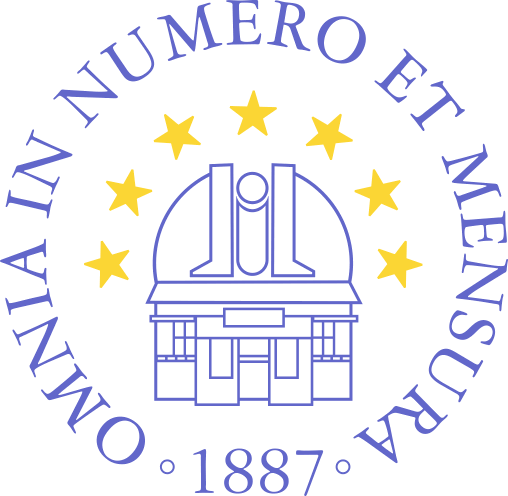 OMNIA IN NUMERO ET MENSURA
1887